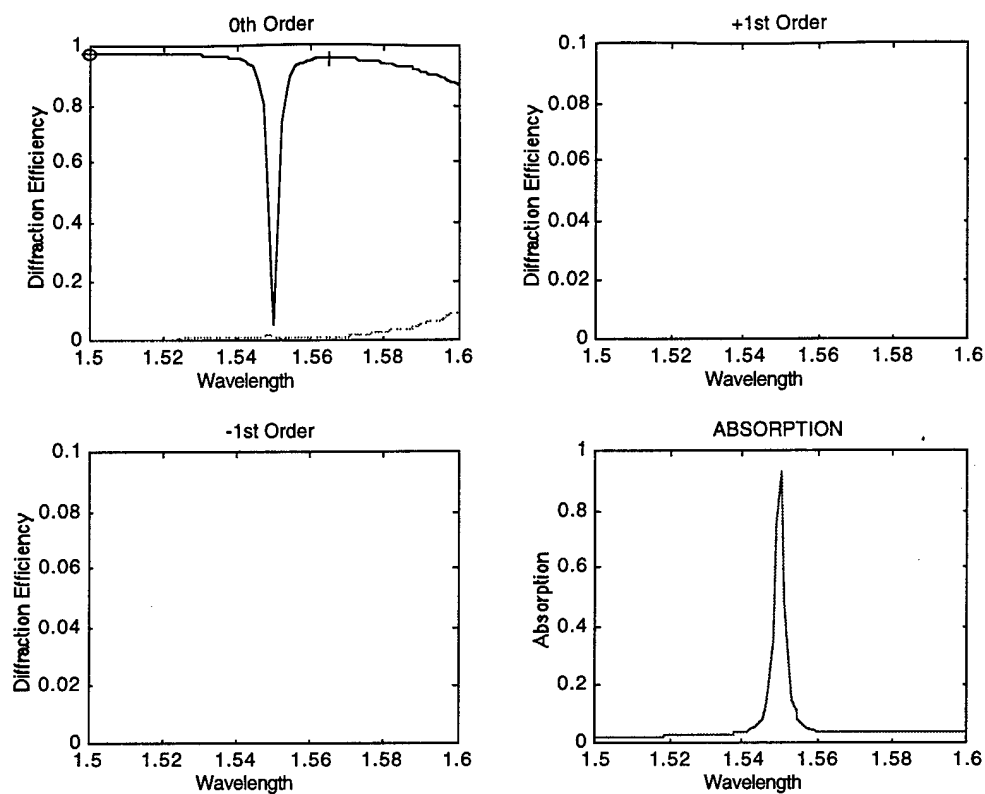 0th Order
1
0.8
0.6
0.4
0.2
0
Diffraction Efficiency
1.5 1.52 1.54 1.56 1.58 1.6
Wavelength
+1st Order
0.1
0.08
0.06
0.04
0.02
0
Diffraction Efficiency
1.5 1.52 1.54 1.56 1.58 1.6
Wavelength
-1st Order
0.1
0.08
0.06
0.04
0.02
0
Diffraction Efficiency
1.5 1.52 1.54 1.56 1.58 1.6
Wavelength
ABSORPTION
1
0.8
0.6
0.4
0.2
0
Absorption
1.5 1.52 1.54 1.56 1.58 1.6
Wavelength